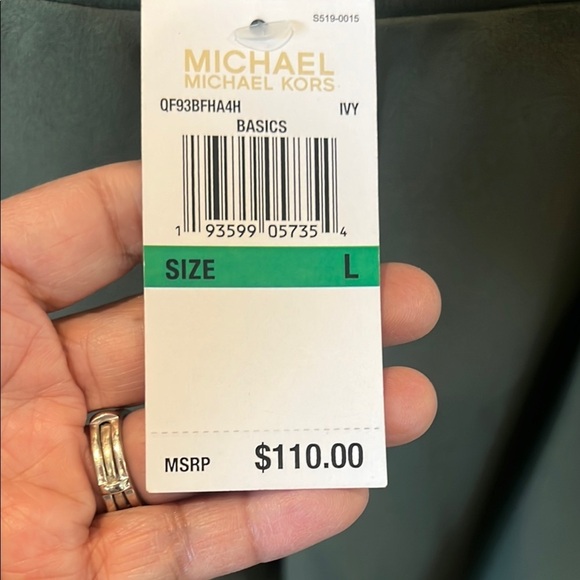 S519-0015
MICHAEL
MICHAEL KORS
QF93BFHA4H IVY
BASICS
1 93599 05735 4
SIZE L
MSRP $110.00